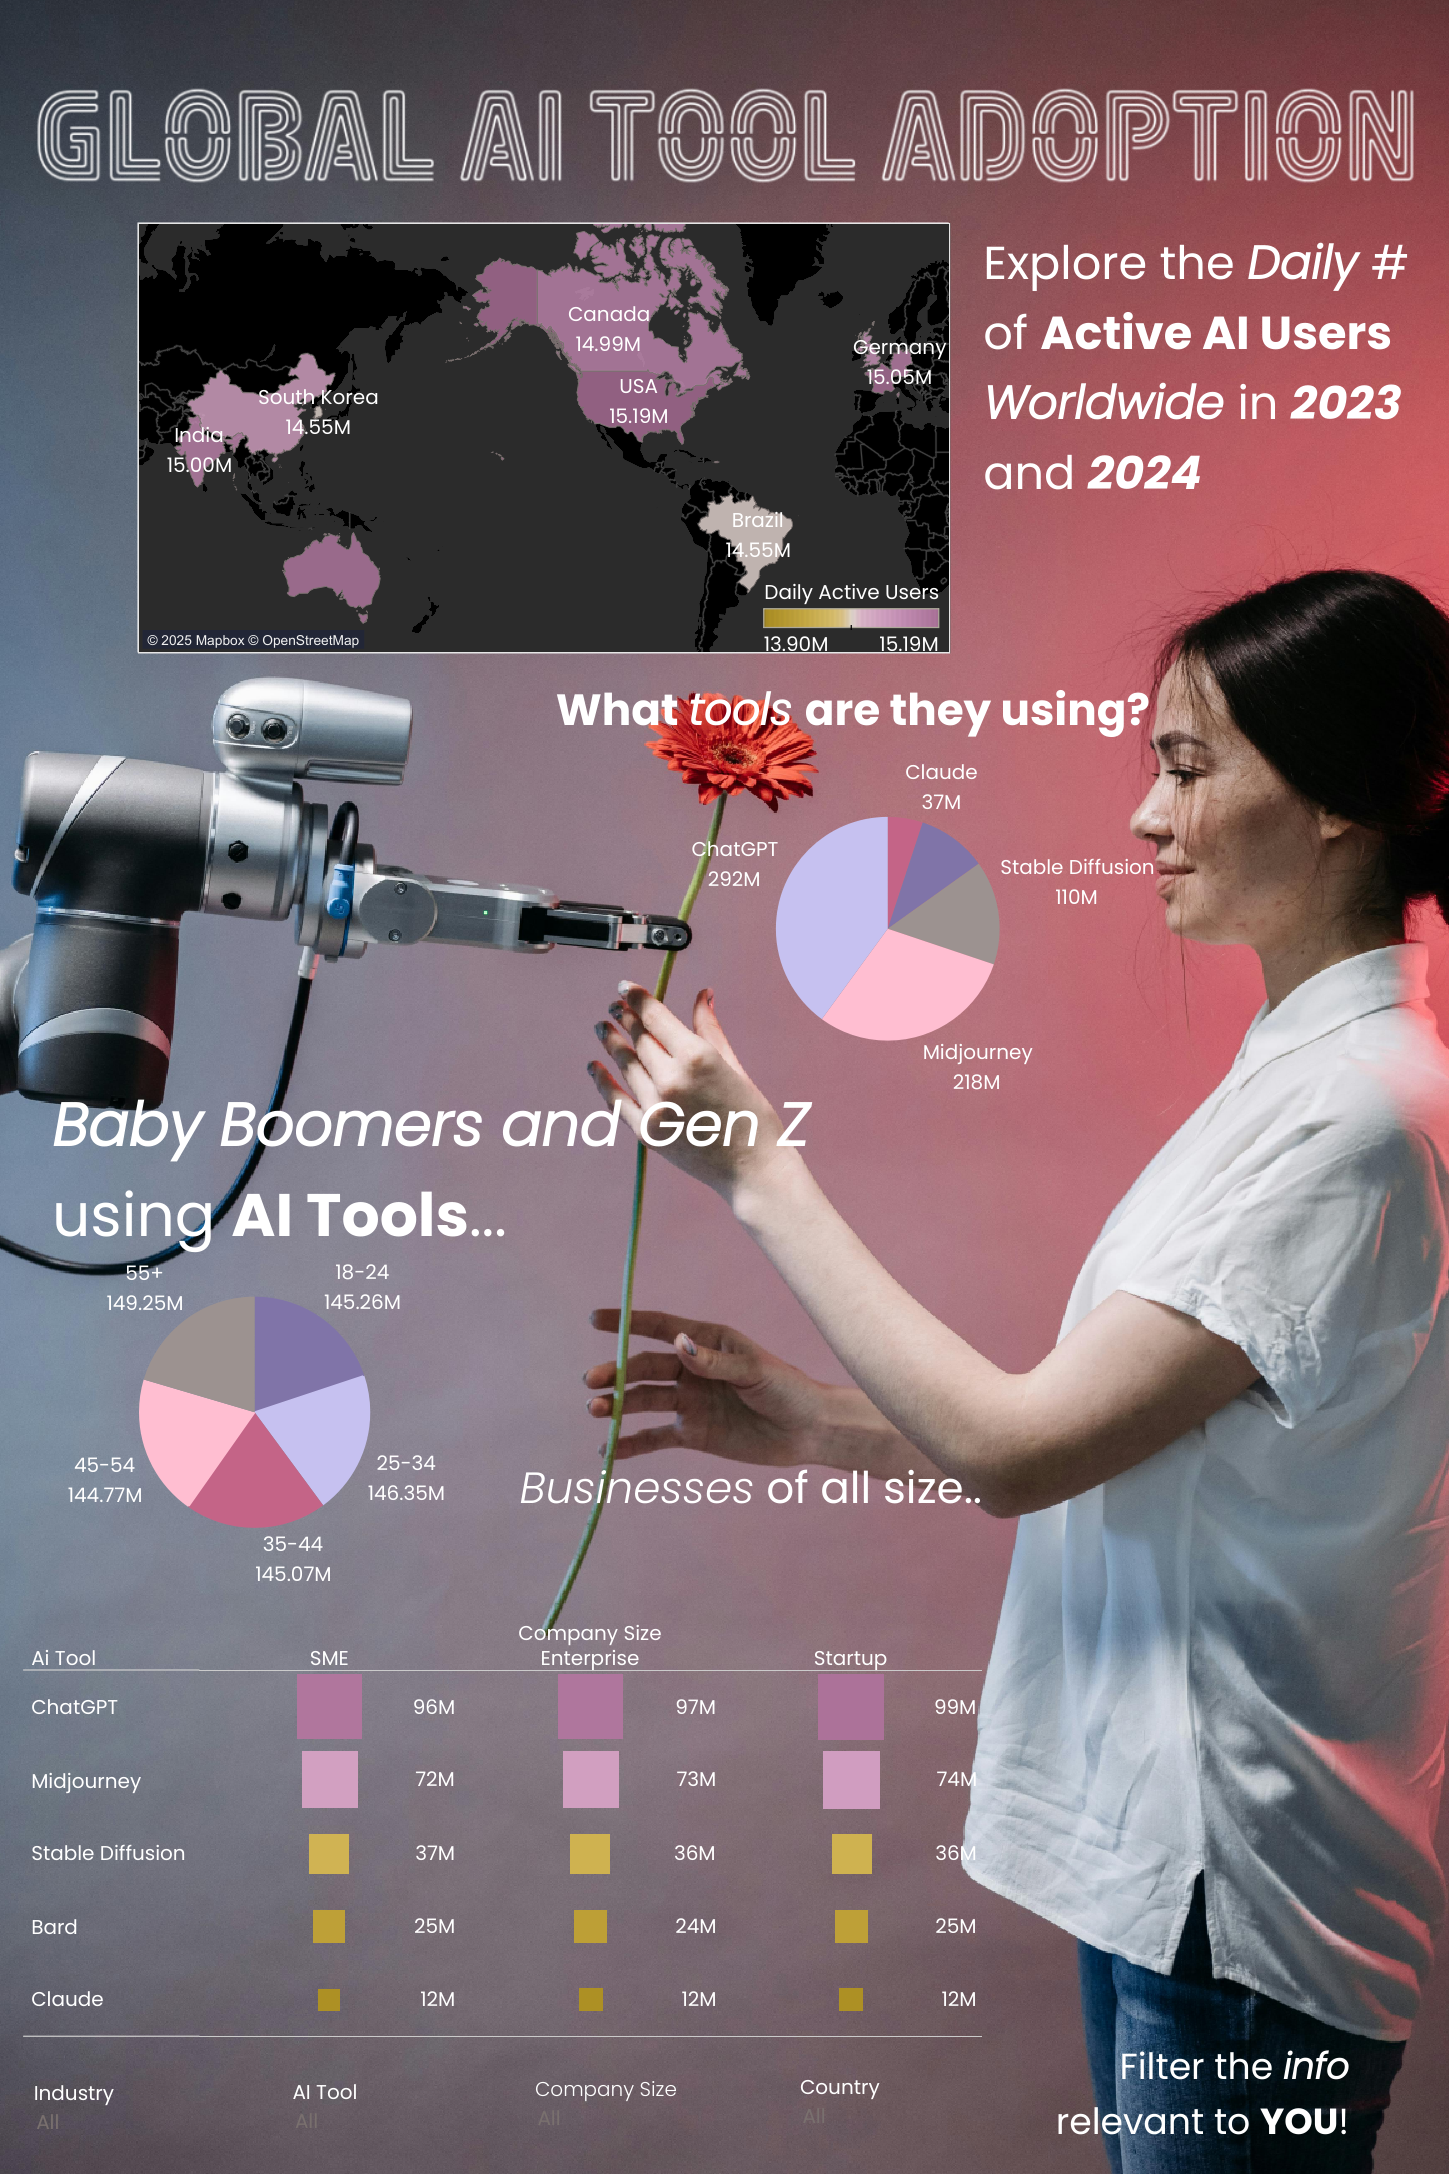 GLOBAL AI TOOL ADOPTION
Explore the Daily #
of Active AI Users
Worldwide in 2023
and 2024
Canada
14.99M
USA
15.19M
Germany
15.05M
South Korea
14.55M
India
15.00M
Brazil
14.55M
Daily Active Users
13.90M 15.19M
© 2025 Mapbox © OpenStreetMap
What tools are they using?
Claude
37M
ChatGPT
292M
Stable Diffusion
110M
Midjourney
218M
Baby Boomers and Gen Z
using AI Tools...
55+
149.25M
18-24
145.26M
45-54
144.77M
25-34
146.35M
35-44
145.07M
Businesses of all size..
Company Size
Ai Tool SME Enterprise Startup
ChatGPT 96M 97M 99M
Midjourney 72M 73M 74M
Stable Diffusion 37M 36M 36M
Bard 25M 24M 25M
Claude 12M 12M 12M
Industry AI Tool Company Size Country
All All All All
Filter the info
relevant to YOU!